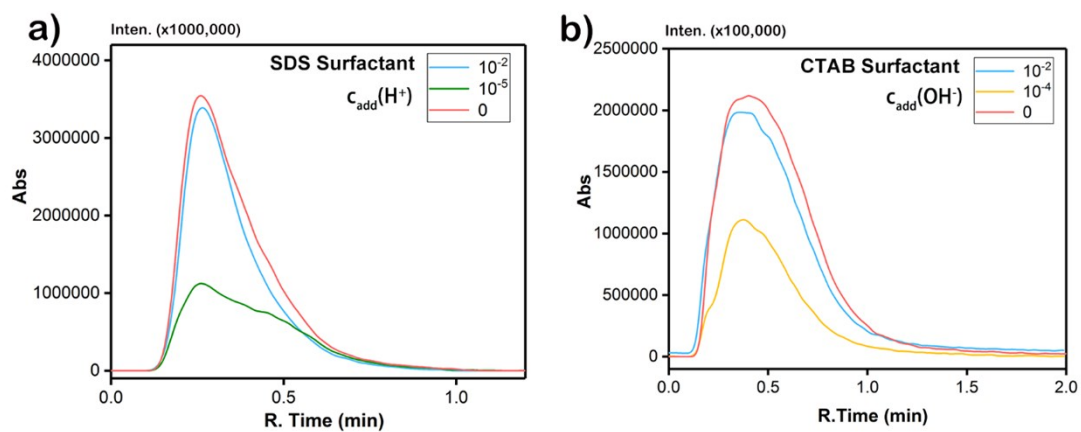 a)
Inten. (x1000,000)
SDS Surfactant
c_add(H⁺)
10⁻²
10⁻⁵
0
4000000
3000000
2000000
1000000
0
Abs
0.0
0.5
1.0
R. Time (min)
b)
Inten. (x100,000)
CTAB Surfactant
c_add(OH⁻)
10⁻²
10⁻⁴
0
2500000
2000000
1500000
1000000
500000
0
Abs
0.0
0.5
1.0
1.5
2.0
R.Time (min)